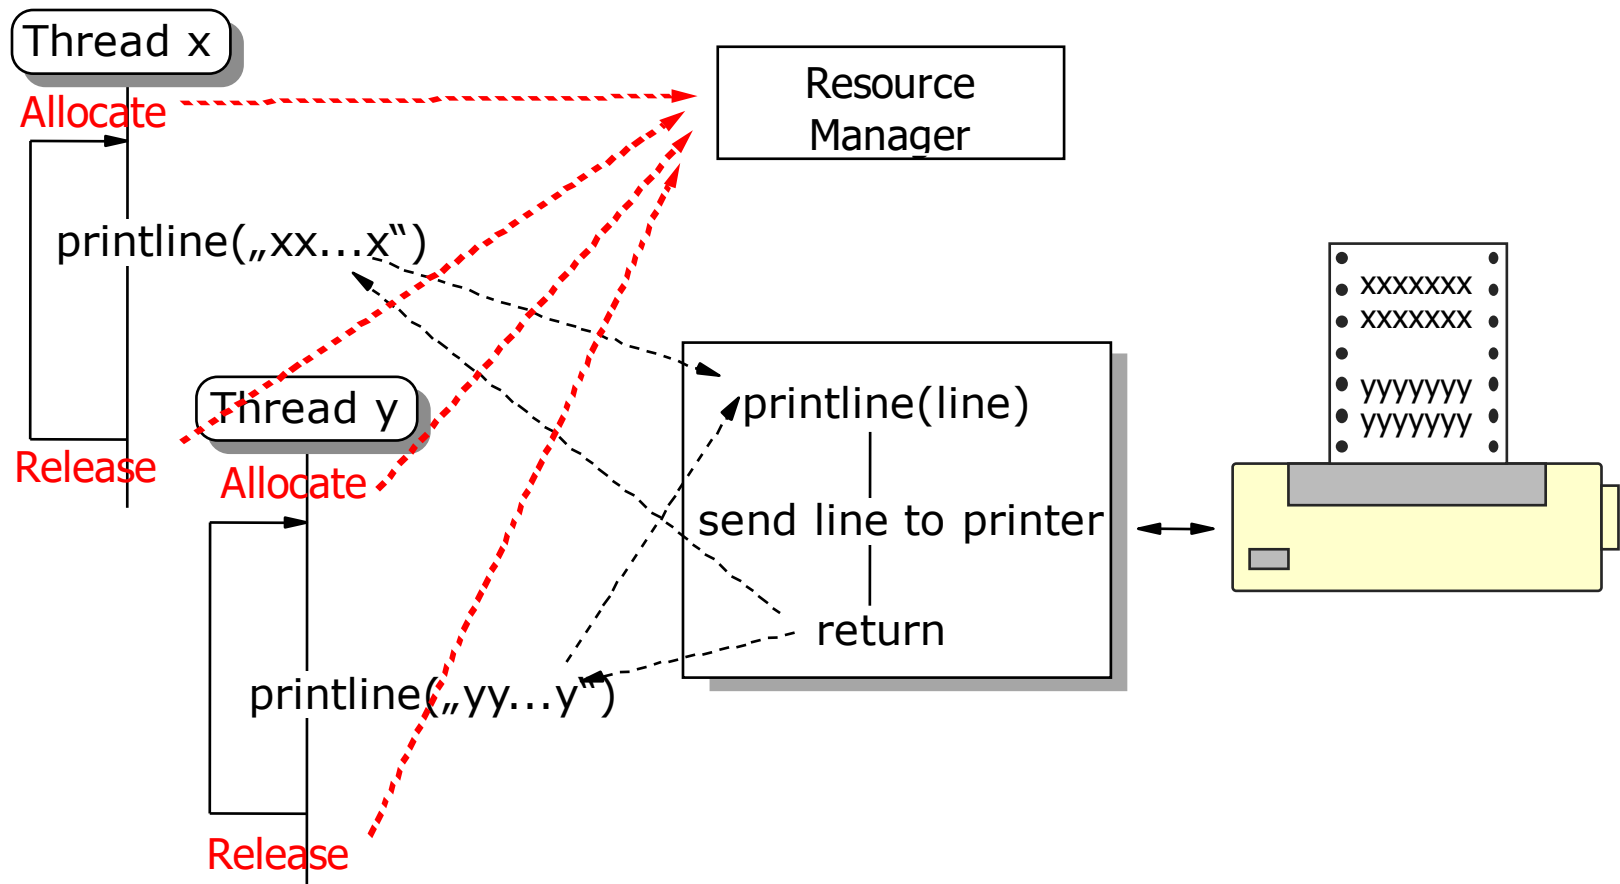 Thread x
Allocate
Resource
Manager
printline(„xx...x“)
Thread y
Release
Allocate
printline(line)
send line to printer
return
printline(„yy...y“)
Release
xxxxxxx
xxxxxxx
yyyyyyy
yyyyyyy